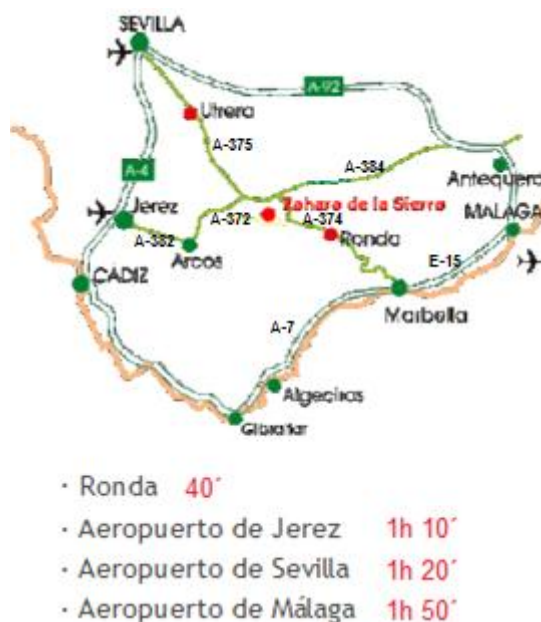 SEVILLA
A-92
Utrera
A-375
A-384
A-4
Antequera
Zahara de la Sierra
Jerez
A-372
A-374
MALAGA
A-382
Ronda
Arcos
E-15
CADIZ
Marbella
A-7
Algeciras
Gibraltar
· Ronda 40´
· Aeropuerto de Jerez 1h 10´
· Aeropuerto de Sevilla 1h 20´
· Aeropuerto de Málaga 1h 50´